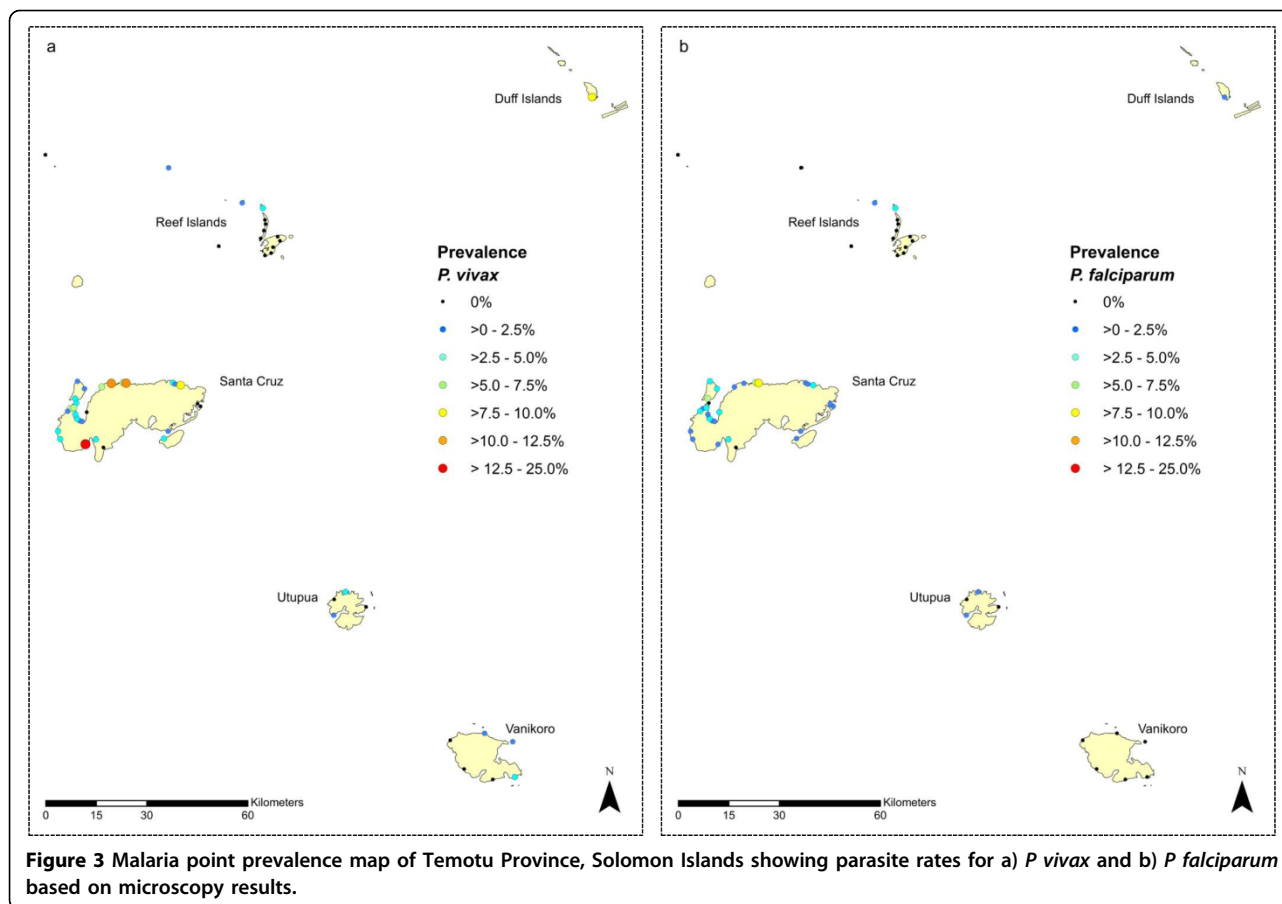 a
Duff Islands
Reef Islands
Prevalence
P. vivax
0%
>0 - 2.5%
>2.5 - 5.0%
>5.0 - 7.5%
>7.5 - 10.0%
>10.0 - 12.5%
> 12.5 - 25.0%
Santa Cruz
Utupua
Vanikoro
N
Kilometers
0 15 30 60
b
Duff Islands
Reef Islands
Prevalence
P. falciparum
0%
>0 - 2.5%
>2.5 - 5.0%
>5.0 - 7.5%
>7.5 - 10.0%
>10.0 - 12.5%
> 12.5 - 25.0%
Santa Cruz
Utupua
Vanikoro
N
Kilometers
0 15 30 60
Figure 3 Malaria point prevalence map of Temotu Province, Solomon Islands showing parasite rates for a) P vivax and b) P falciparum
based on microscopy results.